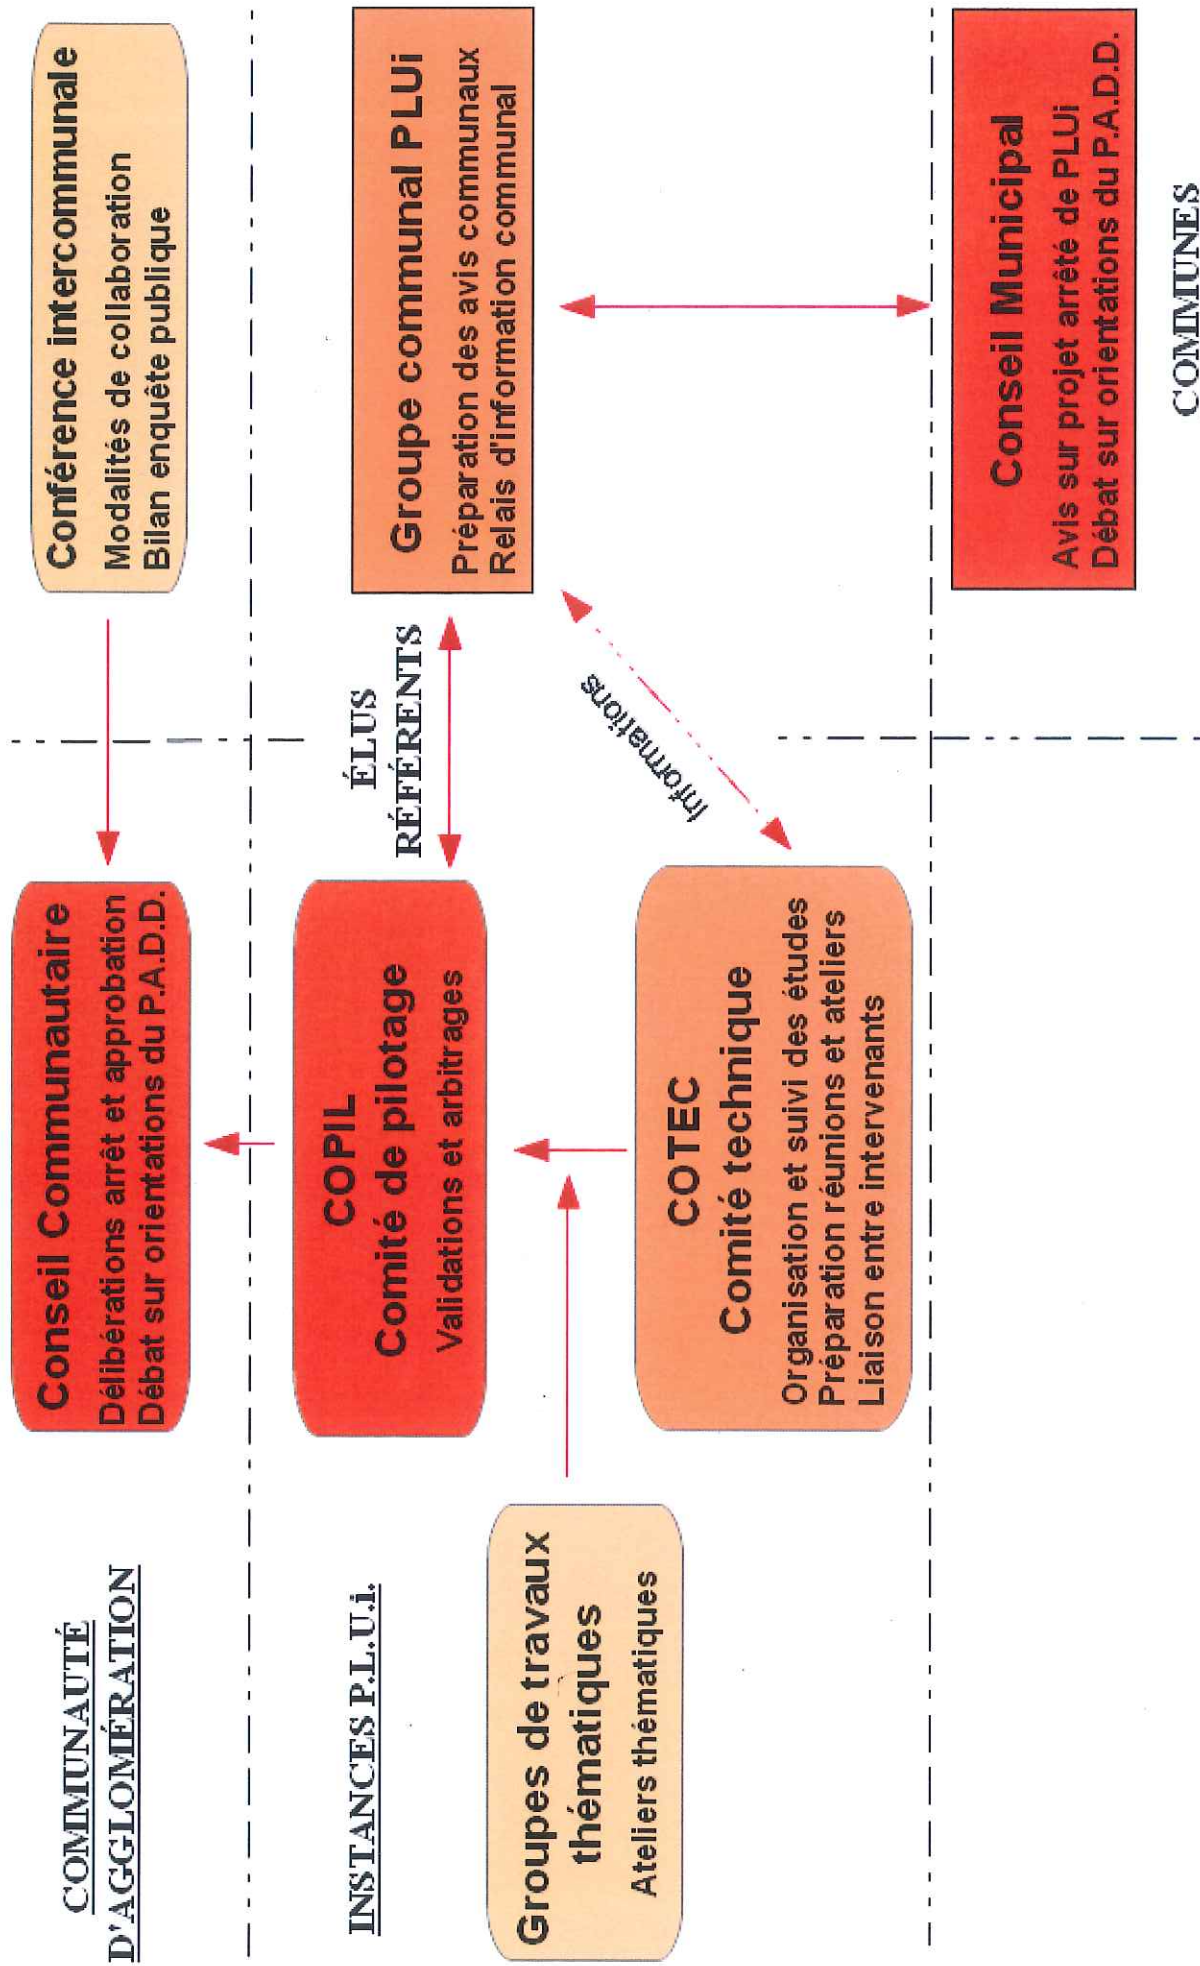 COMMUNAUTÉ
D'AGGLOMÉRATION
Conseil Communautaire
Délibérations arrêt et approbation
Débat sur orientations du P.A.D.D.
Conférence intercommunale
Modalités de collaboration
Bilan enquête publique
INSTANCES P.L.U.i.
COPIL
Comité de pilotage
Validations et arbitrages
ÉLUS
RÉFÉRENTS
Groupe communal PLUi
Préparation des avis communaux
Relais d'information communal
Groupes de travaux
thématiques
Ateliers thématiques
COTEC
Comité technique
Organisation et suivi des études
Préparation réunions et ateliers
Liaison entre intervenants
Informations
Conseil Municipal
Avis sur projet arrêté de PLUi
Débat sur orientations du P.A.D.D.
COMMUNES